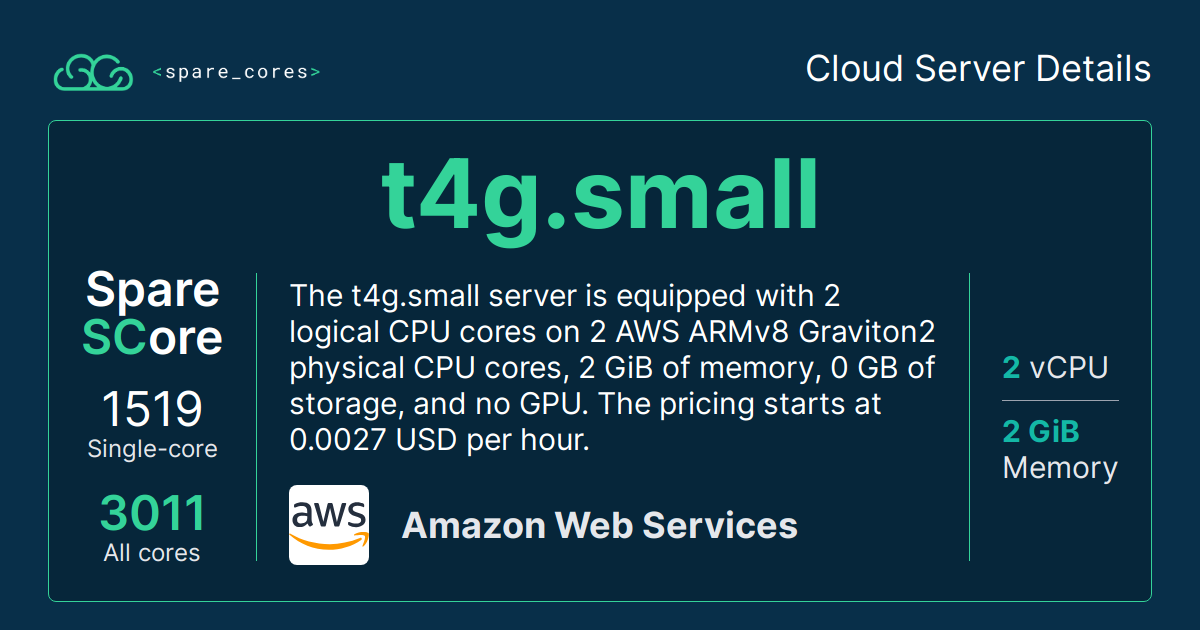 <spare_cores>
Cloud Server Details
t4g.small
Spare
SCore
1519
Single-core
3011
All cores
The t4g.small server is equipped with 2
logical CPU cores on 2 AWS ARMv8 Graviton2
physical CPU cores, 2 GiB of memory, 0 GB of
storage, and no GPU. The pricing starts at
0.0027 USD per hour.
aws
Amazon Web Services
2 vCPU
2 GiB
Memory